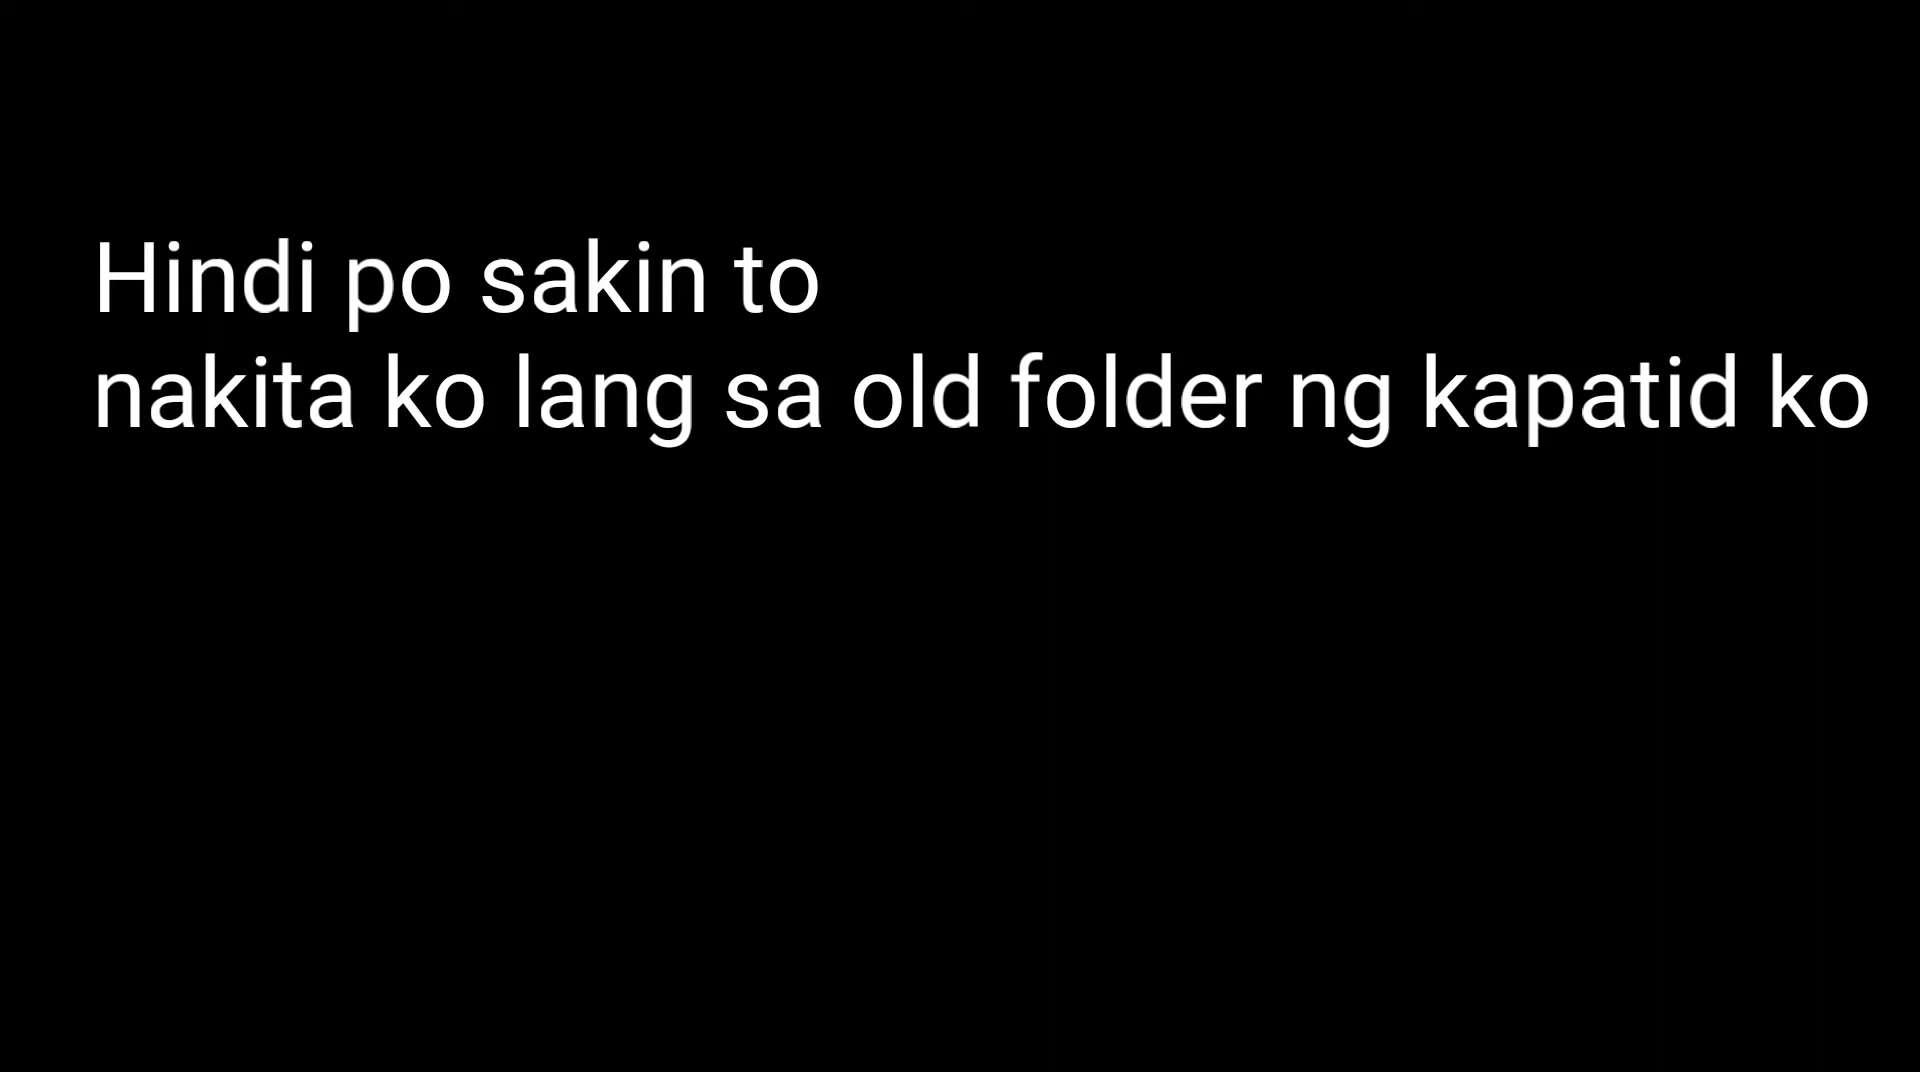 Hindi po sakin to
nakita ko lang sa old folder ng kapatid ko